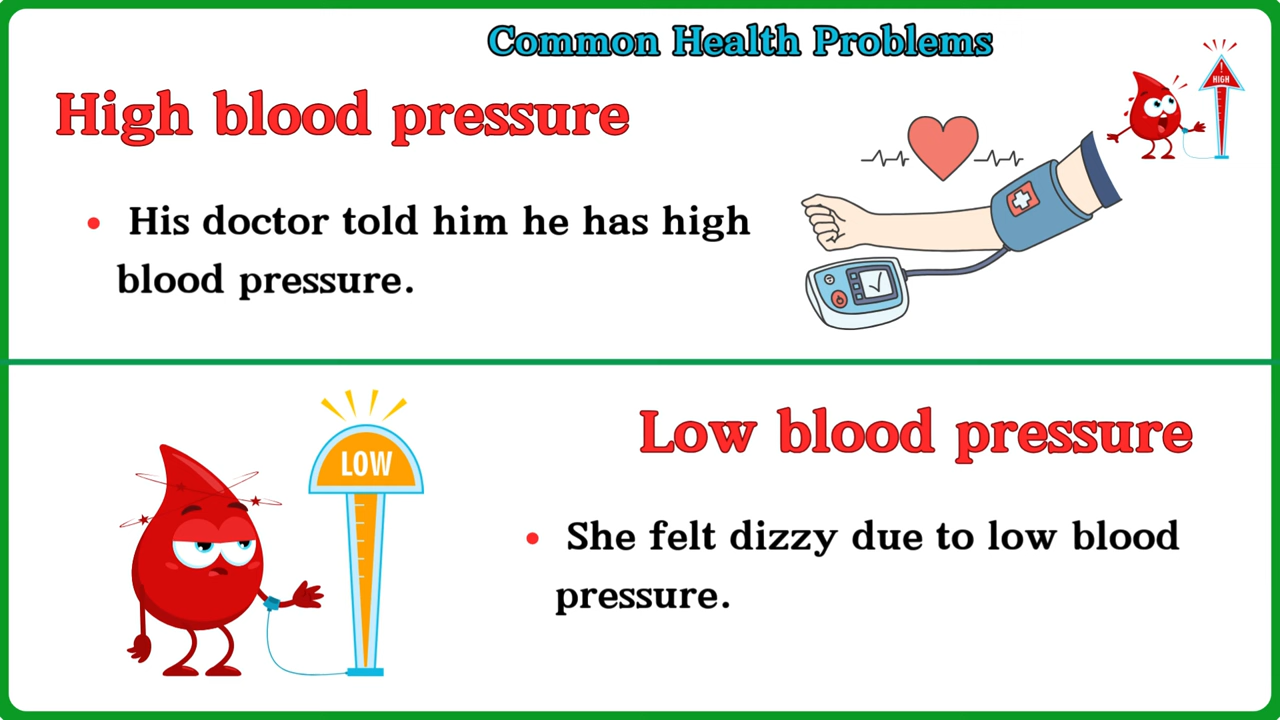 Common Health Problems
High blood pressure
HIGH
• His doctor told him he has high
blood pressure.
LOW
Low blood pressure
• She felt dizzy due to low blood
pressure.